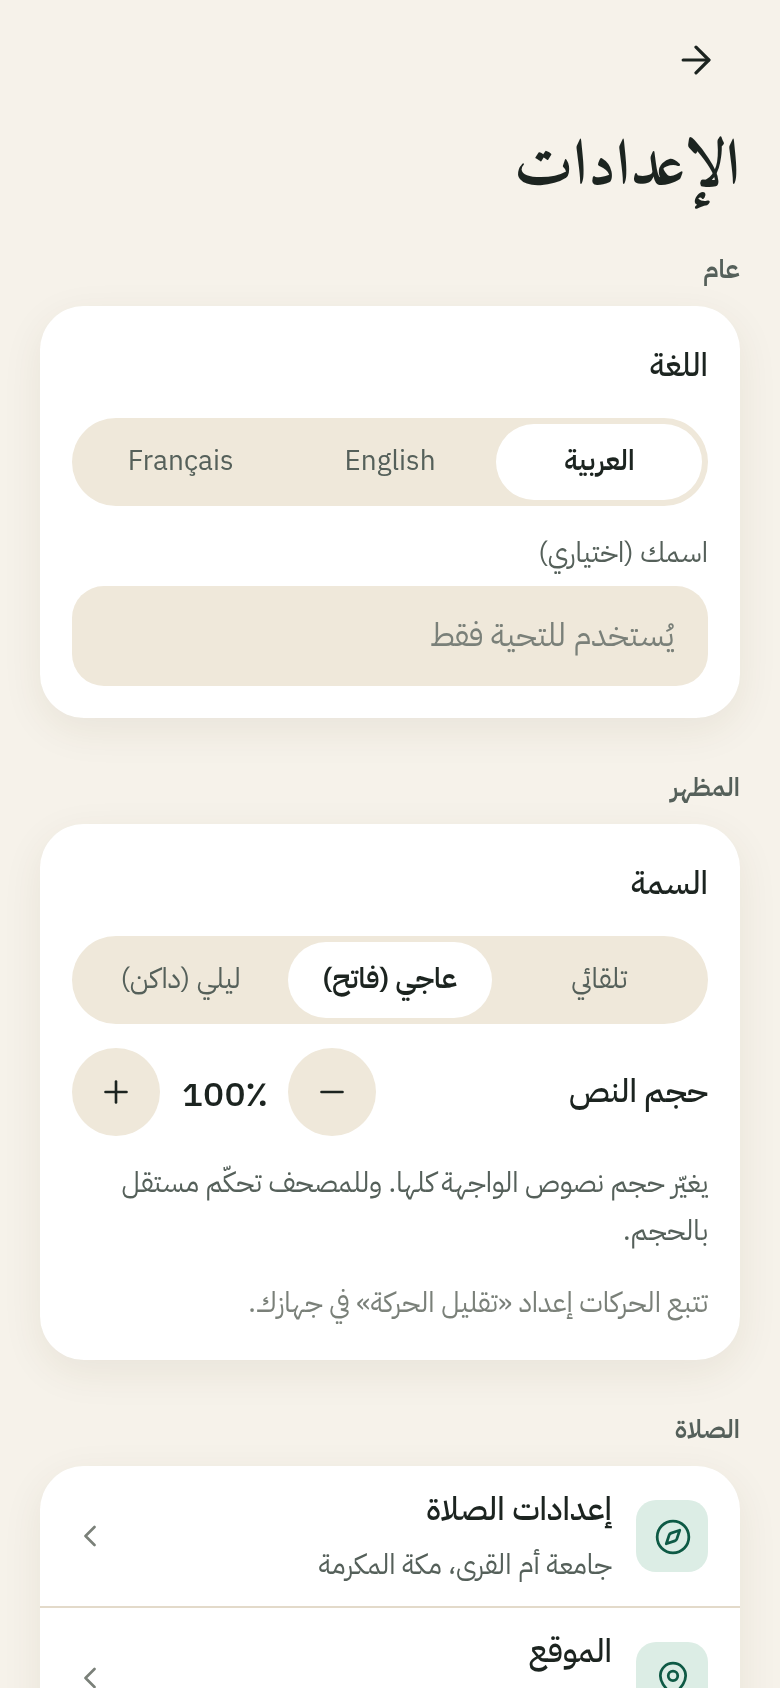 الإعدادات
عام
اللغة
العربية English Français
اسمك (اختياري)
يُستخدم للتحية فقط
المظهر
السمة
تلقائي عاجي (فاتح) ليلي (داكن)
حجم النص − 100٪ +
يغيّر حجم نصوص الواجهة كلها. وللمصحف تحكّم مستقل
بالحجم.
تتبع الحركات إعداد «تقليل الحركة» في جهازك.
الصلاة
إعدادات الصلاة
جامعة أم القرى، مكة المكرمة
الموقع